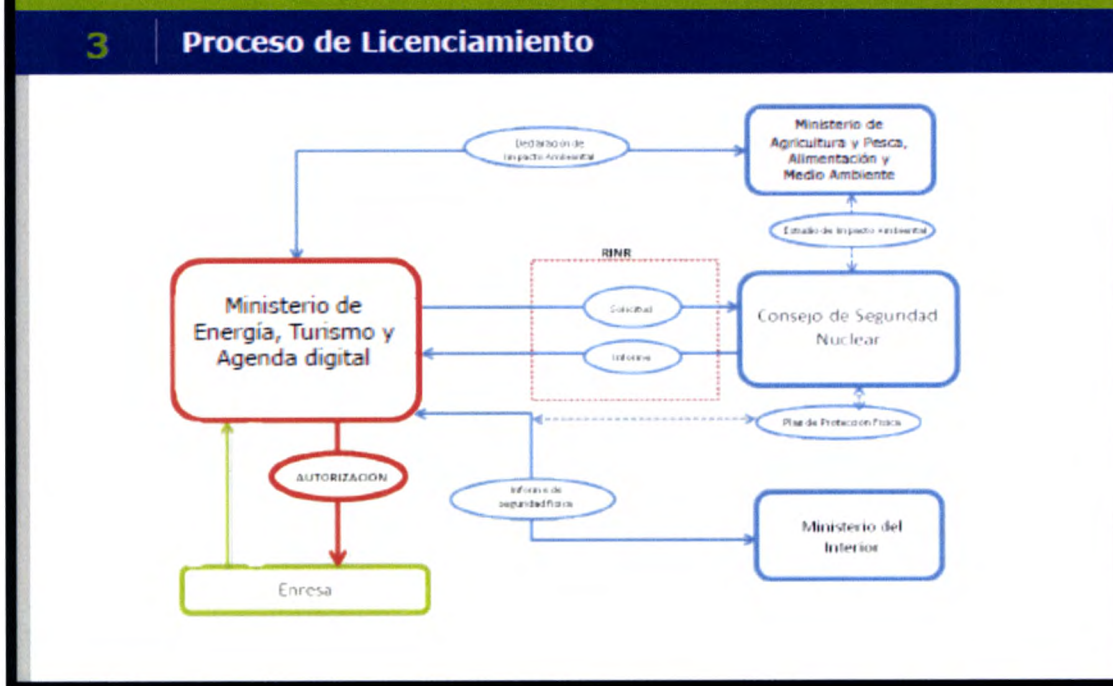 3
Proceso de Licenciamiento
Declaración de
Impacto Ambiental
Ministerio de
Agricultura y Pesca,
Alimentación y
Medio Ambiente
Estudio de Impacto Ambiental
RINR
Ministerio de
Energía, Turismo y
Agenda digital
Solicitud
Informe
Consejo de Seguridad
Nuclear
Plan de Protección Física
AUTORIZACION
Informe de
seguridad física
Ministerio del
Interior
Enresa